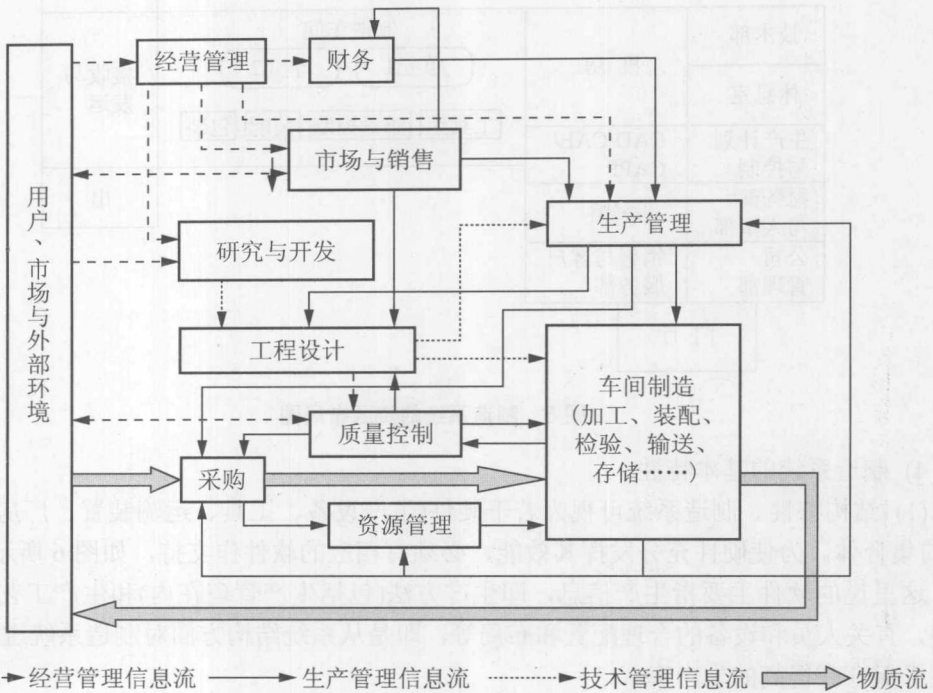 经营管理
财务
市场与销售
用户、市场与外部环境
生产管理
研究与开发
工程设计
车间制造
(加工、装配、
检验、输送
存储……)
质量控制
采购
资源管理
经营管理信息流
生产管理信息流
技术管理信息流
物质流